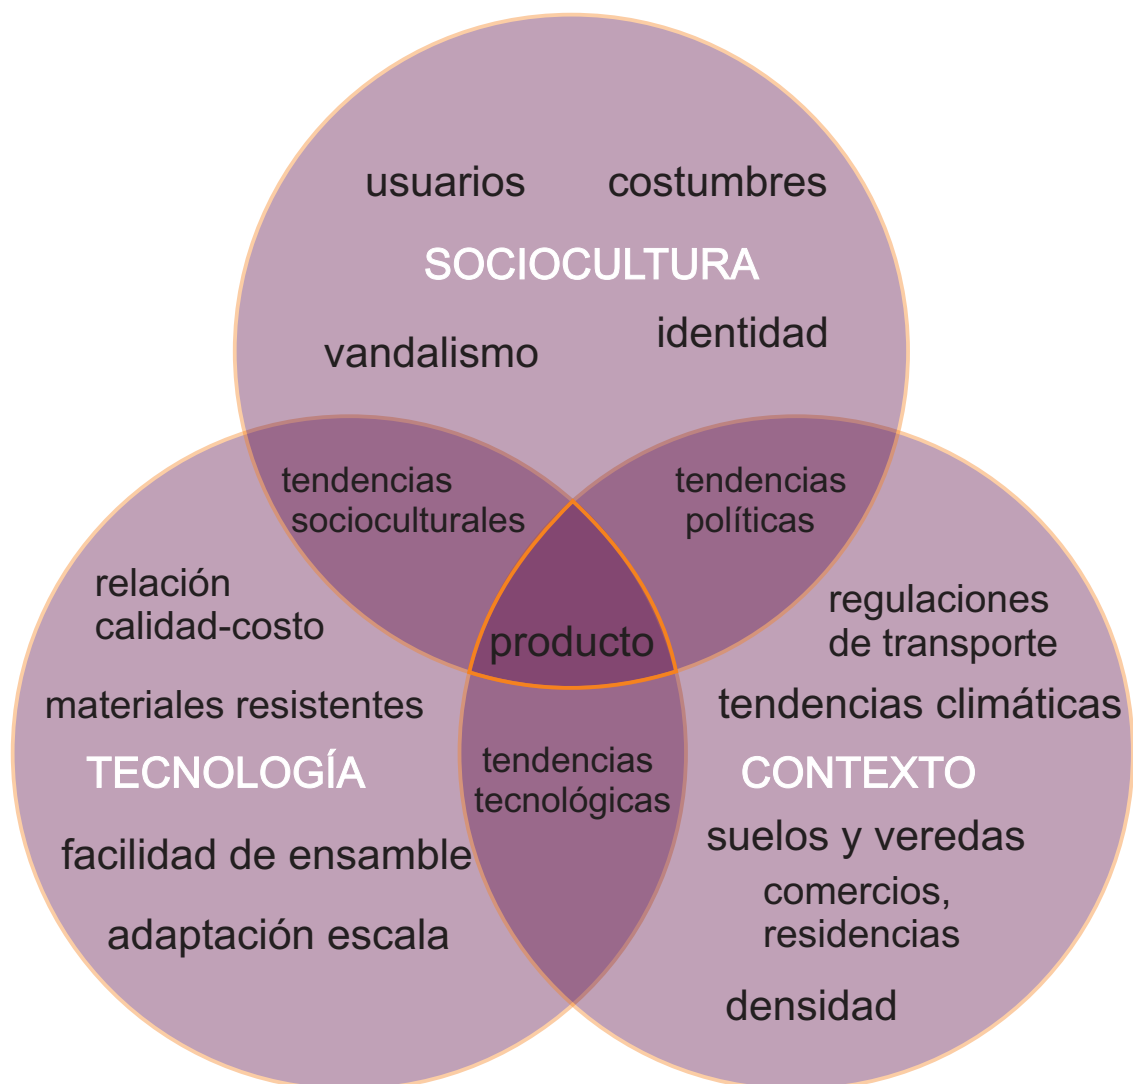 usuarios
costumbres
SOCIOCULTURA
vandalismo
identidad
tendencias
socioculturales
tendencias
políticas
producto
relación
calidad-costo
materiales resistentes
TECNOLOGÍA
facilidad de ensamble
adaptación escala
tendencias
tecnológicas
regulaciones
de transporte
tendencias climáticas
CONTEXTO
suelos y veredas
comercios,
residencias
densidad